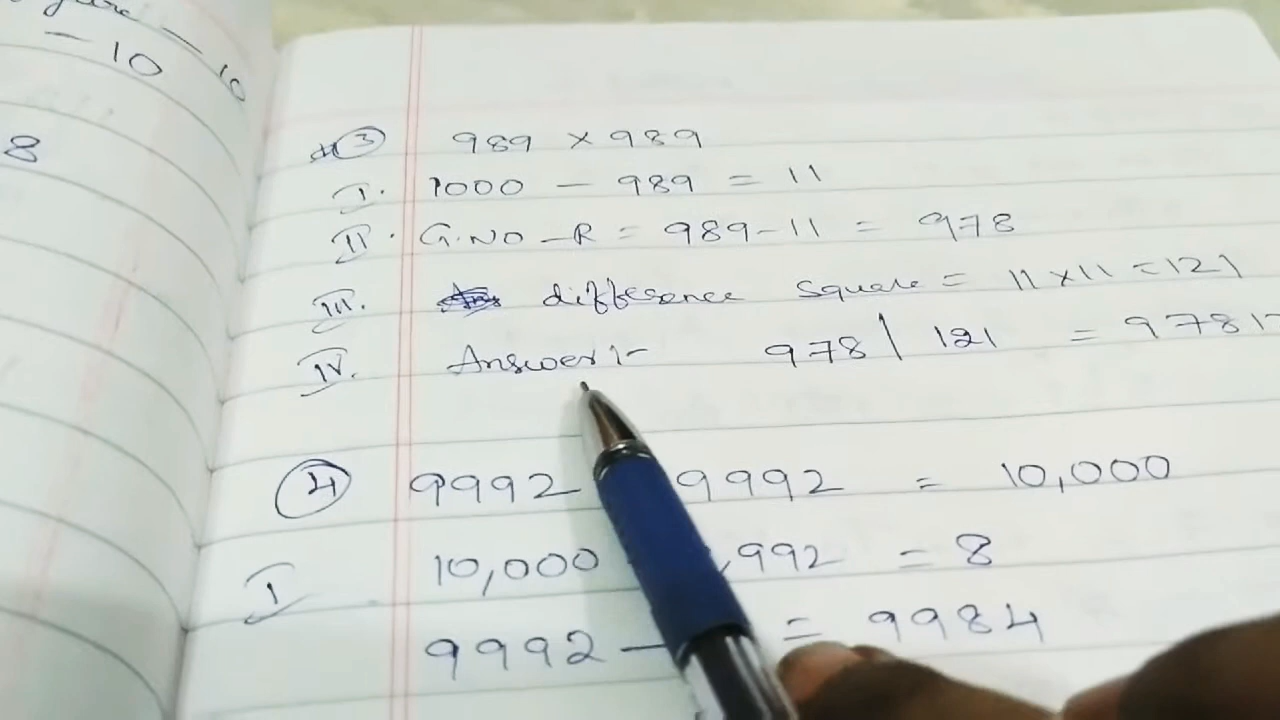 - 10
- 10
8
3 989 × 989
I. 1000 - 989 = 11
II. G.NO - R = 989 - 11 = 978
III. difference square = 11 × 11 = 121
IV. Answer :- 978 | 121 = 9781
4 9992 9992 = 10,000
I 10,000 ,992 = 8
9992 - = 9984